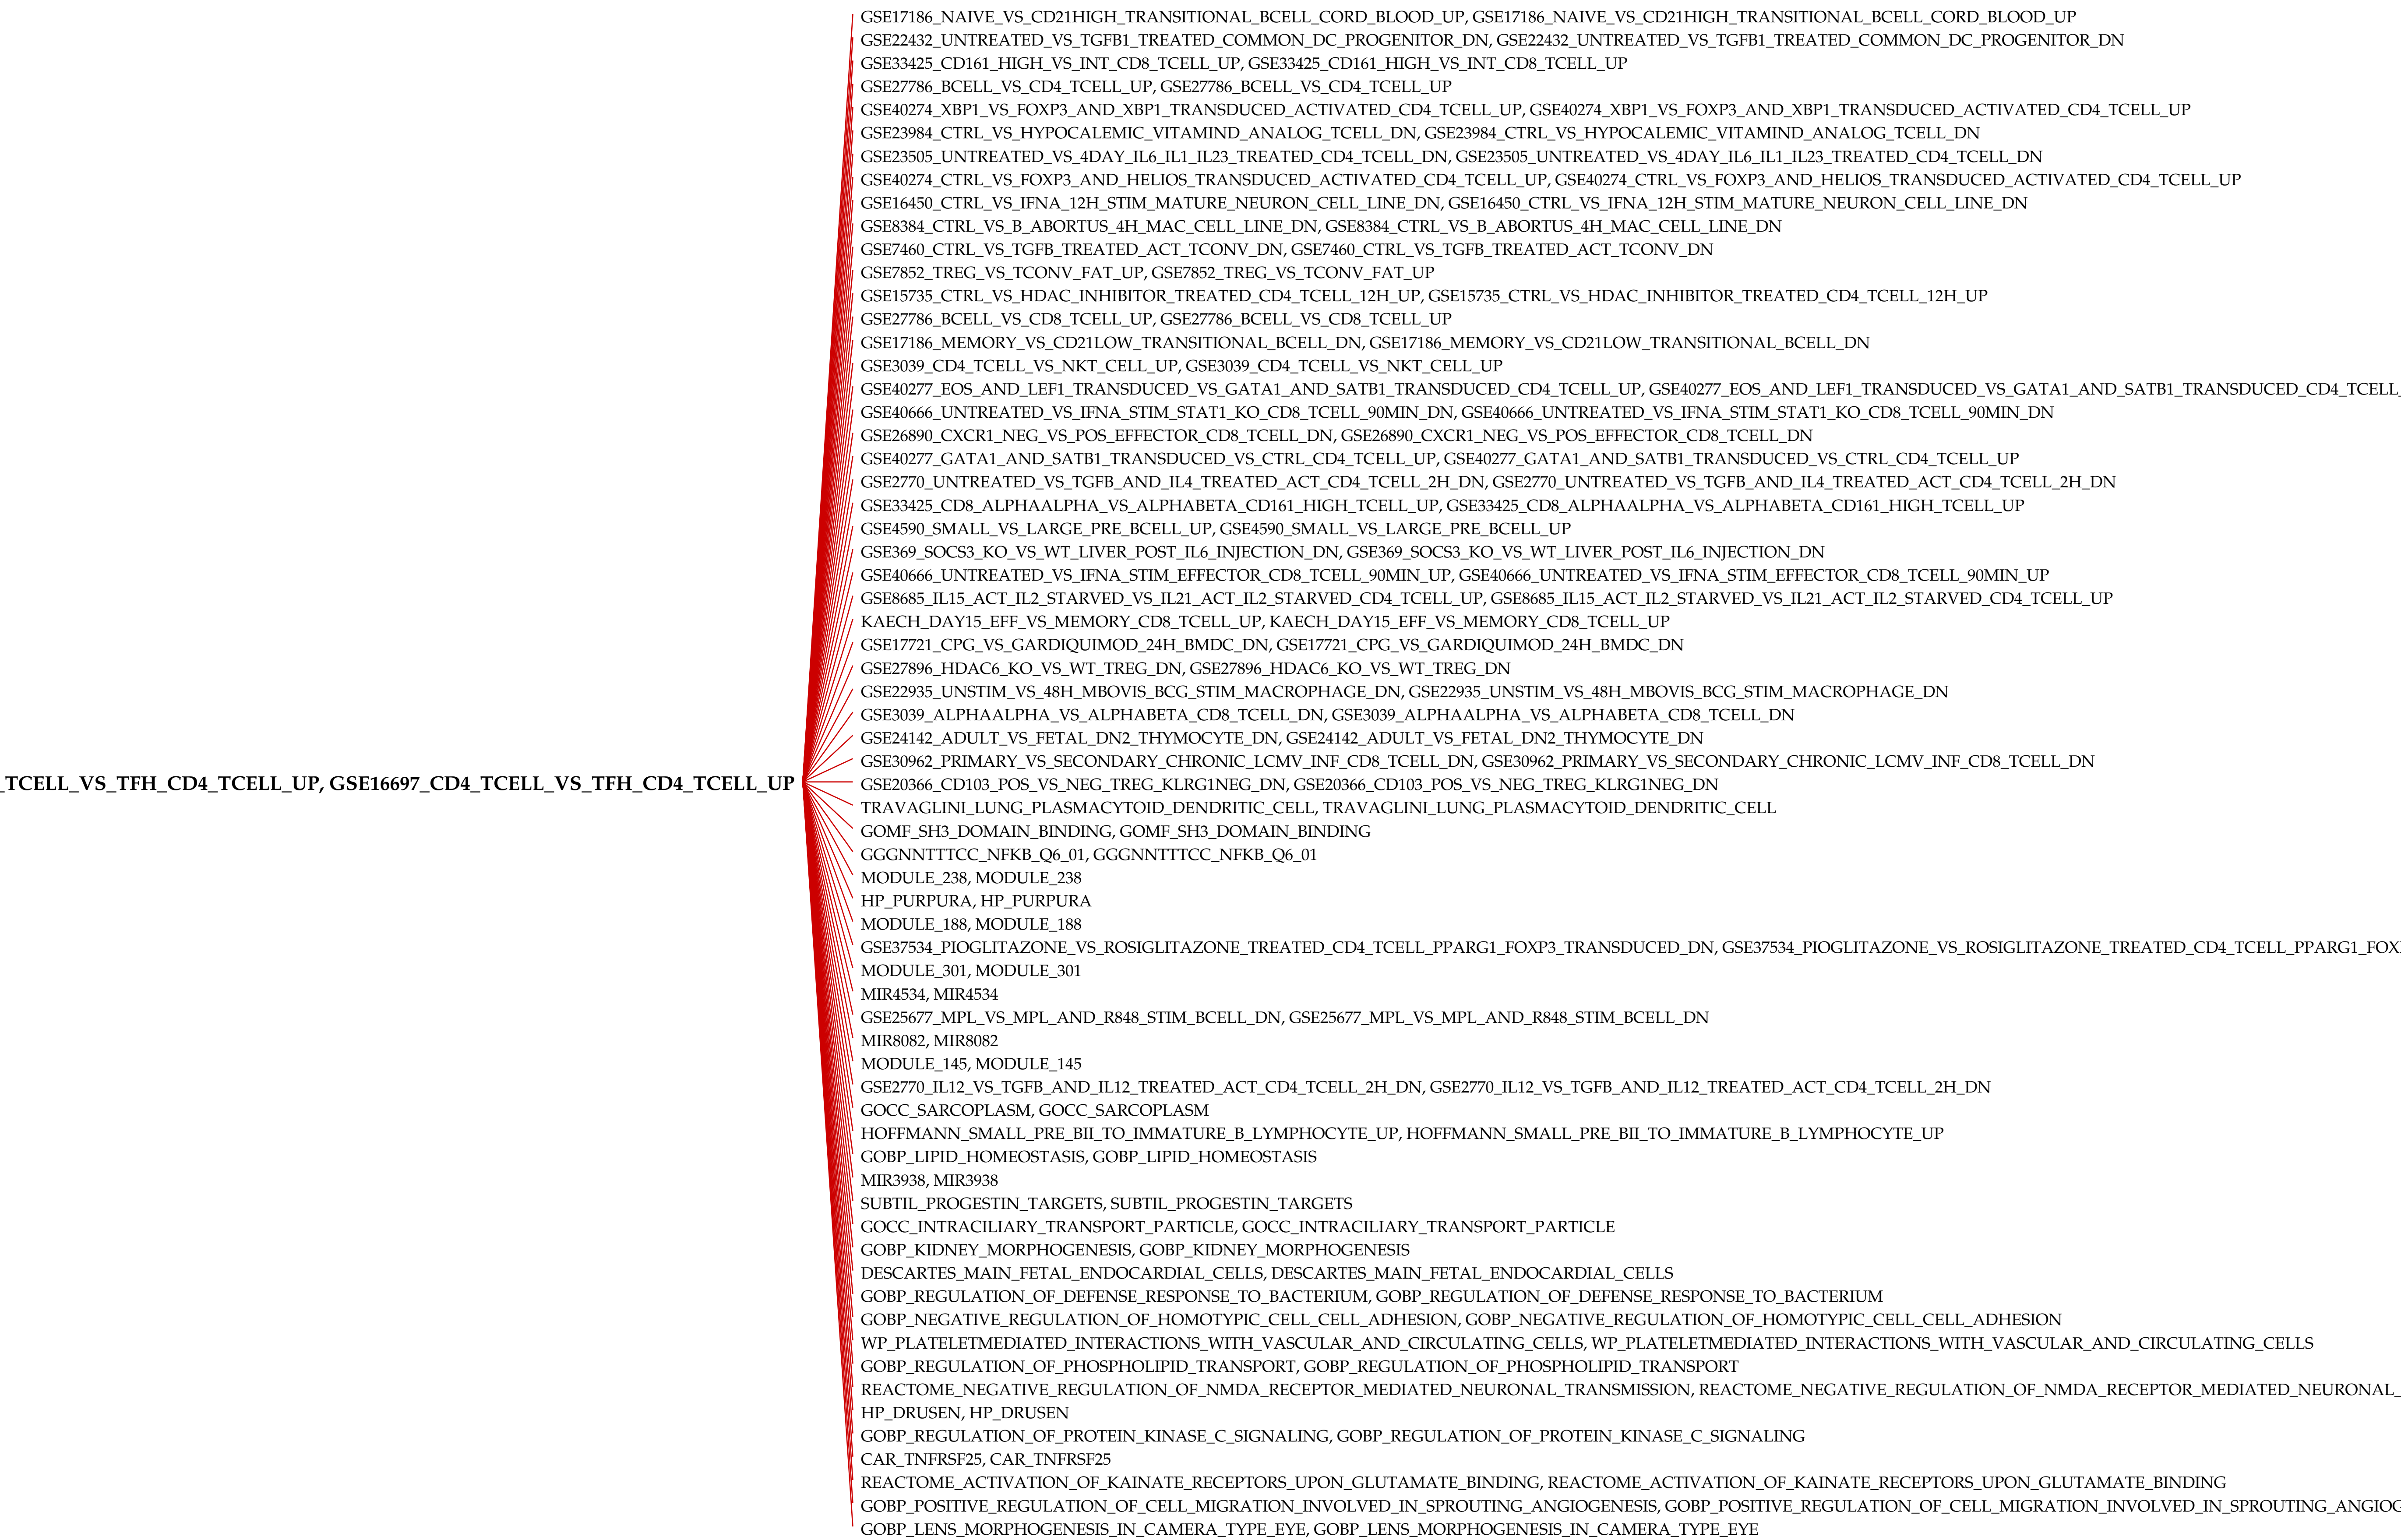 GSE17186_NAIVE_VS_CD21HIGH_TRANSITIONAL_BCELL_CORD_BLOOD_UP, GSE17186_NAIVE_VS_CD21HIGH_TRANSITIONAL_BCELL_CORD_BLOOD_UP
GSE22432_UNTREATED_VS_TGFB1_TREATED_COMMON_DC_PROGENITOR_DN, GSE22432_UNTREATED_VS_TGFB1_TREATED_COMMON_DC_PROGENITOR_DN
GSE33425_CD161_HIGH_VS_INT_CD8_TCELL_UP, GSE33425_CD161_HIGH_VS_INT_CD8_TCELL_UP
GSE27786_BCELL_VS_CD4_TCELL_UP, GSE27786_BCELL_VS_CD4_TCELL_UP
GSE40274_XBP1_VS_FOXP3_AND_XBP1_TRANSDUCED_ACTIVATED_CD4_TCELL_UP, GSE40274_XBP1_VS_FOXP3_AND_XBP1_TRANSDUCED_ACTIVATED_CD4_TCELL_UP
GSE23984_CTRL_VS_HYPOCALEMIC_VITAMIND_ANALOG_TCELL_DN, GSE23984_CTRL_VS_HYPOCALEMIC_VITAMIND_ANALOG_TCELL_DN
GSE23505_UNTREATED_VS_4DAY_IL6_IL1_IL23_TREATED_CD4_TCELL_DN, GSE23505_UNTREATED_VS_4DAY_IL6_IL1_IL23_TREATED_CD4_TCELL_DN
GSE40274_CTRL_VS_FOXP3_AND_HELIOS_TRANSDUCED_ACTIVATED_CD4_TCELL_UP, GSE40274_CTRL_VS_FOXP3_AND_HELIOS_TRANSDUCED_ACTIVATED_CD4_TCELL_UP
GSE16450_CTRL_VS_IFNA_12H_STIM_MATURE_NEURON_CELL_LINE_DN, GSE16450_CTRL_VS_IFNA_12H_STIM_MATURE_NEURON_CELL_LINE_DN
GSE8384_CTRL_VS_B_ABORTUS_4H_MAC_CELL_LINE_DN, GSE8384_CTRL_VS_B_ABORTUS_4H_MAC_CELL_LINE_DN
GSE7460_CTRL_VS_TGFB_TREATED_ACT_TCONV_DN, GSE7460_CTRL_VS_TGFB_TREATED_ACT_TCONV_DN
GSE7852_TREG_VS_TCONV_FAT_UP, GSE7852_TREG_VS_TCONV_FAT_UP
GSE15735_CTRL_VS_HDAC_INHIBITOR_TREATED_CD4_TCELL_12H_UP, GSE15735_CTRL_VS_HDAC_INHIBITOR_TREATED_CD4_TCELL_12H_UP
GSE27786_BCELL_VS_CD8_TCELL_UP, GSE27786_BCELL_VS_CD8_TCELL_UP
GSE17186_MEMORY_VS_CD21LOW_TRANSITIONAL_BCELL_DN, GSE17186_MEMORY_VS_CD21LOW_TRANSITIONAL_BCELL_DN
GSE3039_CD4_TCELL_VS_NKT_CELL_UP, GSE3039_CD4_TCELL_VS_NKT_CELL_UP
GSE40277_EOS_AND_LEF1_TRANSDUCED_VS_GATA1_AND_SATB1_TRANSDUCED_CD4_TCELL_UP, GSE40277_EOS_AND_LEF1_TRANSDUCED_VS_GATA1_AND_SATB1_TRANSDUCED_CD4_TCELL_
GSE40666_UNTREATED_VS_IFNA_STIM_STAT1_KO_CD8_TCELL_90MIN_DN, GSE40666_UNTREATED_VS_IFNA_STIM_STAT1_KO_CD8_TCELL_90MIN_DN
GSE26890_CXCR1_NEG_VS_POS_EFFECTOR_CD8_TCELL_DN, GSE26890_CXCR1_NEG_VS_POS_EFFECTOR_CD8_TCELL_DN
GSE40277_GATA1_AND_SATB1_TRANSDUCED_VS_CTRL_CD4_TCELL_UP, GSE40277_GATA1_AND_SATB1_TRANSDUCED_VS_CTRL_CD4_TCELL_UP
GSE2770_UNTREATED_VS_TGFB_AND_IL4_TREATED_ACT_CD4_TCELL_2H_DN, GSE2770_UNTREATED_VS_TGFB_AND_IL4_TREATED_ACT_CD4_TCELL_2H_DN
GSE33425_CD8_ALPHAALPHA_VS_ALPHABETA_CD161_HIGH_TCELL_UP, GSE33425_CD8_ALPHAALPHA_VS_ALPHABETA_CD161_HIGH_TCELL_UP
GSE4590_SMALL_VS_LARGE_PRE_BCELL_UP, GSE4590_SMALL_VS_LARGE_PRE_BCELL_UP
GSE369_SOCS3_KO_VS_WT_LIVER_POST_IL6_INJECTION_DN, GSE369_SOCS3_KO_VS_WT_LIVER_POST_IL6_INJECTION_DN
GSE40666_UNTREATED_VS_IFNA_STIM_EFFECTOR_CD8_TCELL_90MIN_UP, GSE40666_UNTREATED_VS_IFNA_STIM_EFFECTOR_CD8_TCELL_90MIN_UP
GSE8685_IL15_ACT_IL2_STARVED_VS_IL21_ACT_IL2_STARVED_CD4_TCELL_UP, GSE8685_IL15_ACT_IL2_STARVED_VS_IL21_ACT_IL2_STARVED_CD4_TCELL_UP
KAECH_DAY15_EFF_VS_MEMORY_CD8_TCELL_UP, KAECH_DAY15_EFF_VS_MEMORY_CD8_TCELL_UP
GSE17721_CPG_VS_GARDIQUIMOD_24H_BMDC_DN, GSE17721_CPG_VS_GARDIQUIMOD_24H_BMDC_DN
GSE27896_HDAC6_KO_VS_WT_TREG_DN, GSE27896_HDAC6_KO_VS_WT_TREG_DN
GSE22935_UNSTIM_VS_48H_MBOVIS_BCG_STIM_MACROPHAGE_DN, GSE22935_UNSTIM_VS_48H_MBOVIS_BCG_STIM_MACROPHAGE_DN
GSE3039_ALPHAALPHA_VS_ALPHABETA_CD8_TCELL_DN, GSE3039_ALPHAALPHA_VS_ALPHABETA_CD8_TCELL_DN
GSE24142_ADULT_VS_FETAL_DN2_THYMOCYTE_DN, GSE24142_ADULT_VS_FETAL_DN2_THYMOCYTE_DN
GSE30962_PRIMARY_VS_SECONDARY_CHRONIC_LCMV_INF_CD8_TCELL_DN, GSE30962_PRIMARY_VS_SECONDARY_CHRONIC_LCMV_INF_CD8_TCELL_DN
_TCELL_VS_TFH_CD4_TCELL_UP, GSE16697_CD4_TCELL_VS_TFH_CD4_TCELL_UP
GSE20366_CD103_POS_VS_NEG_TREG_KLRG1NEG_DN, GSE20366_CD103_POS_VS_NEG_TREG_KLRG1NEG_DN
TRAVAGLINI_LUNG_PLASMACYTOID_DENDRITIC_CELL, TRAVAGLINI_LUNG_PLASMACYTOID_DENDRITIC_CELL
GOMF_SH3_DOMAIN_BINDING, GOMF_SH3_DOMAIN_BINDING
GGGNNTTTCC_NFKB_Q6_01, GGGNNTTTCC_NFKB_Q6_01
MODULE_238, MODULE_238
HP_PURPURA, HP_PURPURA
MODULE_188, MODULE_188
GSE37534_PIOGLITAZONE_VS_ROSIGLITAZONE_TREATED_CD4_TCELL_PPARG1_FOXP3_TRANSDUCED_DN, GSE37534_PIOGLITAZONE_VS_ROSIGLITAZONE_TREATED_CD4_TCELL_PPARG1_FOX
MODULE_301, MODULE_301
MIR4534, MIR4534
GSE25677_MPL_VS_MPL_AND_R848_STIM_BCELL_DN, GSE25677_MPL_VS_MPL_AND_R848_STIM_BCELL_DN
MIR8082, MIR8082
MODULE_145, MODULE_145
GSE2770_IL12_VS_TGFB_AND_IL12_TREATED_ACT_CD4_TCELL_2H_DN, GSE2770_IL12_VS_TGFB_AND_IL12_TREATED_ACT_CD4_TCELL_2H_DN
GOCC_SARCOPLASM, GOCC_SARCOPLASM
HOFFMANN_SMALL_PRE_BII_TO_IMMATURE_B_LYMPHOCYTE_UP, HOFFMANN_SMALL_PRE_BII_TO_IMMATURE_B_LYMPHOCYTE_UP
GOBP_LIPID_HOMEOSTASIS, GOBP_LIPID_HOMEOSTASIS
MIR3938, MIR3938
SUBTIL_PROGESTIN_TARGETS, SUBTIL_PROGESTIN_TARGETS
GOCC_INTRACILIARY_TRANSPORT_PARTICLE, GOCC_INTRACILIARY_TRANSPORT_PARTICLE
GOBP_KIDNEY_MORPHOGENESIS, GOBP_KIDNEY_MORPHOGENESIS
DESCARTES_MAIN_FETAL_ENDOCARDIAL_CELLS, DESCARTES_MAIN_FETAL_ENDOCARDIAL_CELLS
GOBP_REGULATION_OF_DEFENSE_RESPONSE_TO_BACTERIUM, GOBP_REGULATION_OF_DEFENSE_RESPONSE_TO_BACTERIUM
GOBP_NEGATIVE_REGULATION_OF_HOMOTYPIC_CELL_CELL_ADHESION, GOBP_NEGATIVE_REGULATION_OF_HOMOTYPIC_CELL_CELL_ADHESION
WP_PLATELETMEDIATED_INTERACTIONS_WITH_VASCULAR_AND_CIRCULATING_CELLS, WP_PLATELETMEDIATED_INTERACTIONS_WITH_VASCULAR_AND_CIRCULATING_CELLS
GOBP_REGULATION_OF_PHOSPHOLIPID_TRANSPORT, GOBP_REGULATION_OF_PHOSPHOLIPID_TRANSPORT
REACTOME_NEGATIVE_REGULATION_OF_NMDA_RECEPTOR_MEDIATED_NEURONAL_TRANSMISSION, REACTOME_NEGATIVE_REGULATION_OF_NMDA_RECEPTOR_MEDIATED_NEURONAL_
HP_DRUSEN, HP_DRUSEN
GOBP_REGULATION_OF_PROTEIN_KINASE_C_SIGNALING, GOBP_REGULATION_OF_PROTEIN_KINASE_C_SIGNALING
CAR_TNFRSF25, CAR_TNFRSF25
REACTOME_ACTIVATION_OF_KAINATE_RECEPTORS_UPON_GLUTAMATE_BINDING, REACTOME_ACTIVATION_OF_KAINATE_RECEPTORS_UPON_GLUTAMATE_BINDING
GOBP_POSITIVE_REGULATION_OF_CELL_MIGRATION_INVOLVED_IN_SPROUTING_ANGIOGENESIS, GOBP_POSITIVE_REGULATION_OF_CELL_MIGRATION_INVOLVED_IN_SPROUTING_ANGIOG
GOBP_LENS_MORPHOGENESIS_IN_CAMERA_TYPE_EYE, GOBP_LENS_MORPHOGENESIS_IN_CAMERA_TYPE_EYE